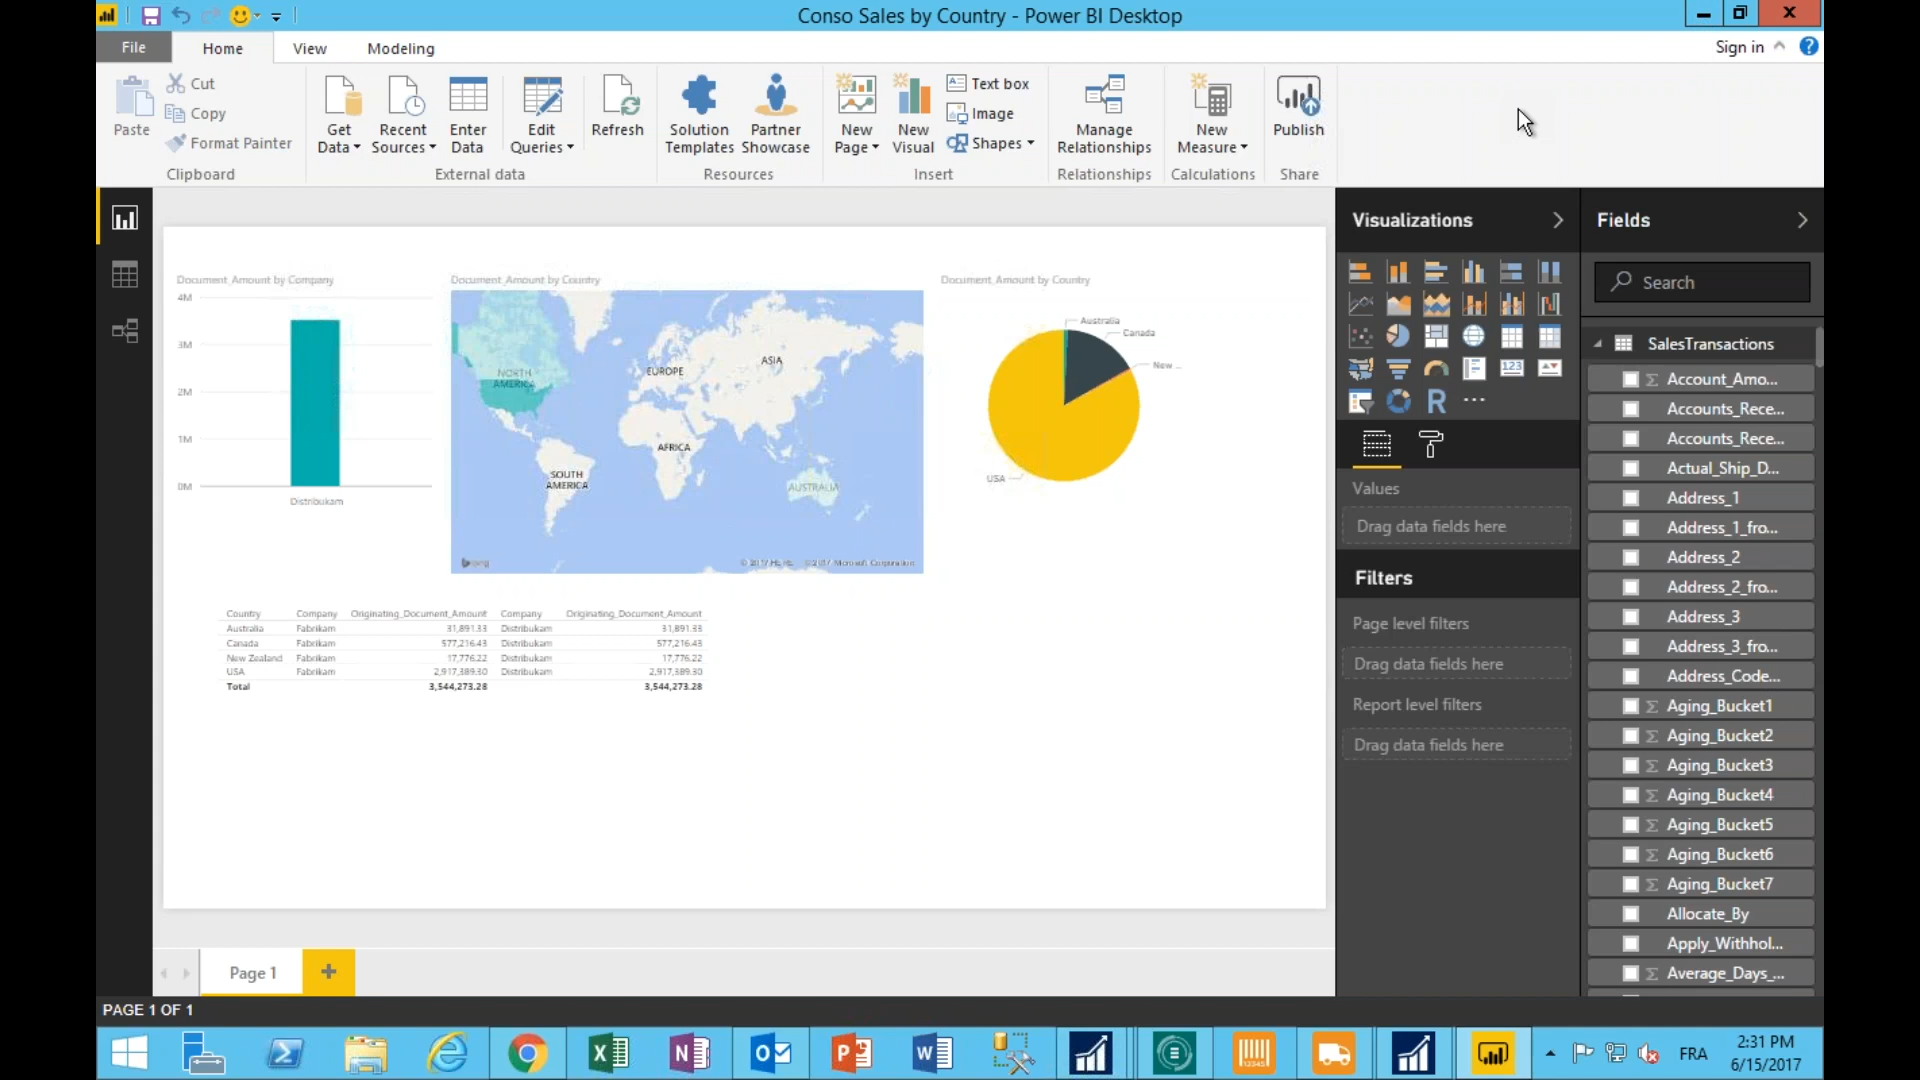 Conso Sales by Country - Power BI Desktop
File Home View Modeling
Sign in
Paste
Cut
Copy
Format Painter
Clipboard
Get Data
Recent Sources
Enter Data
Edit Queries
Refresh
External data
Solution Templates
Partner Showcase
Resources
New Page
New Visual
Text box
Image
Shapes
Insert
Manage Relationships
Relationships
New Measure
Calculations
Publish
Share
Document_Amount by Company
4M
3M
2M
1M
0M
Distribukam
Document_Amount by Country
NORTH AMERICA
EUROPE
ASIA
AFRICA
SOUTH AMERICA
AUSTRALIA
Document_Amount by Country
Australia
Canada
New ...
USA
Country Company Originating_Document_Amount Company Originating_Document_Amount
Australia Fabrikam 31,891.33 Distribukam 31,891.33
Canada Fabrikam 577,216.43 Distribukam 577,216.43
New Zealand Fabrikam 17,776.22 Distribukam 17,776.22
USA Fabrikam 2,917,389.30 Distribukam 2,917,389.30
Total 3,544,273.28 3,544,273.28
Visualizations
Values
Drag data fields here
Filters
Page level filters
Drag data fields here
Report level filters
Drag data fields here
Fields
Search
SalesTransactions
Account_Amo...
Accounts_Rece...
Accounts_Rece...
Actual_Ship_D...
Address_1
Address_1_fro...
Address_2
Address_2_fro...
Address_3
Address_3_fro...
Address_Code...
Aging_Bucket1
Aging_Bucket2
Aging_Bucket3
Aging_Bucket4
Aging_Bucket5
Aging_Bucket6
Aging_Bucket7
Allocate_By
Apply_Withhol...
Average_Days_...
Page 1
PAGE 1 OF 1
FRA
2:31 PM
6/15/2017